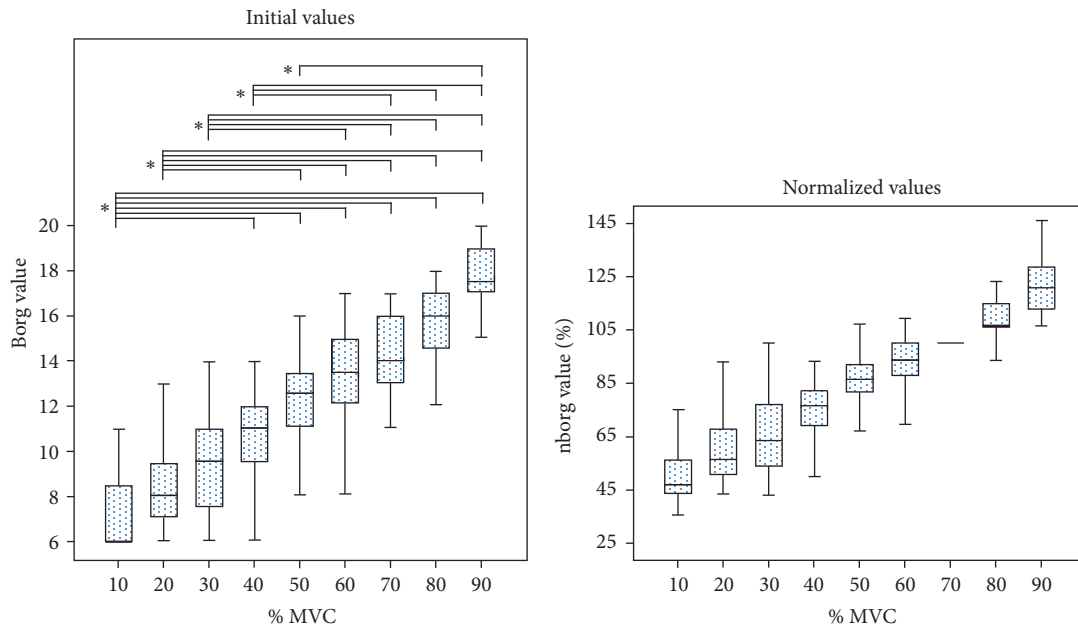 Initial values
*
*
*
*
*
20
18
16
14
12
10
8
6
Borg value
10 20 30 40 50 60 70 80 90
% MVC
Normalized values
145
125
105
85
65
45
25
nborg value (%)
10 20 30 40 50 60 70 80 90
% MVC